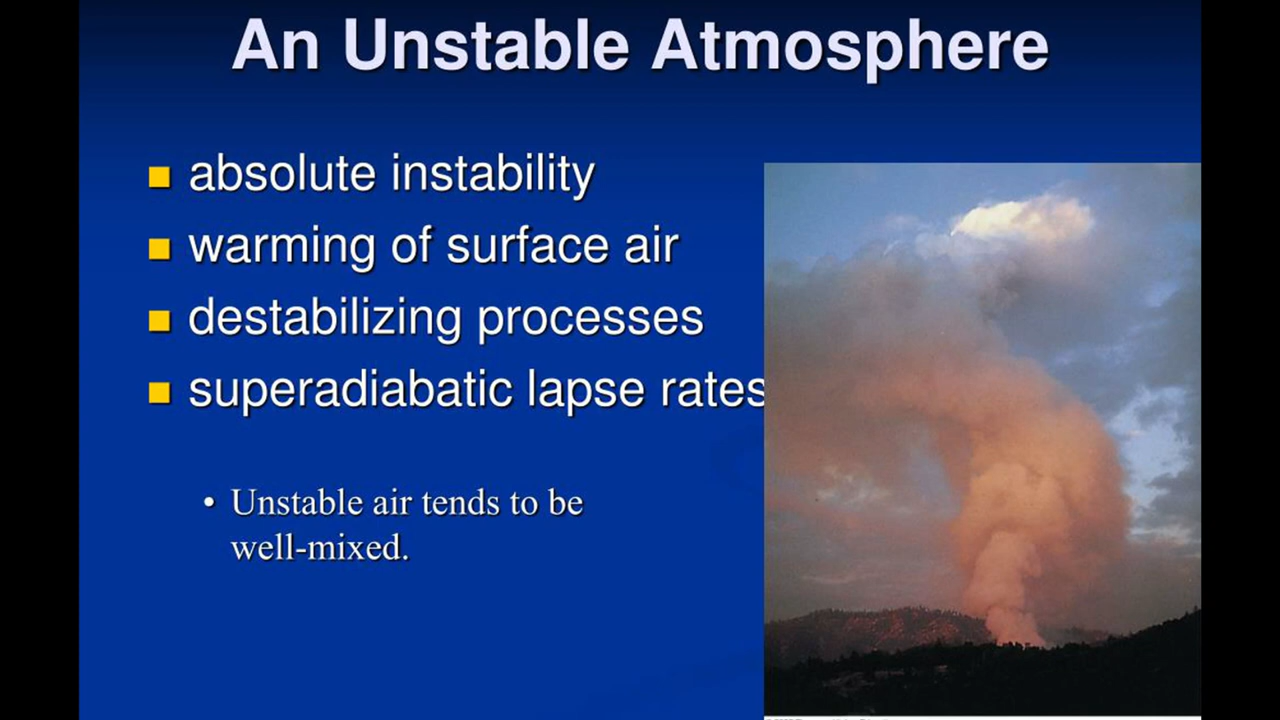 An Unstable Atmosphere
absolute instability
warming of surface air
destabilizing processes
superadiabatic lapse rates
• Unstable air tends to be
well-mixed.